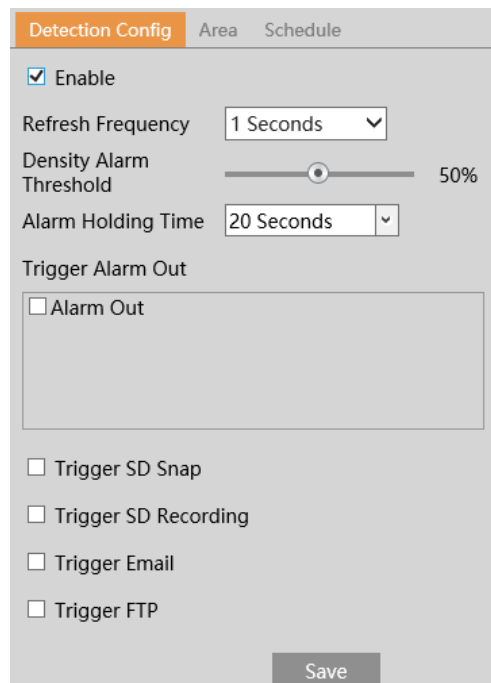 Detection Config Area Schedule
Enable
Refresh Frequency 1 Seconds
Density Alarm
Threshold 50%
Alarm Holding Time 20 Seconds
Trigger Alarm Out
Alarm Out
Trigger SD Snap
Trigger SD Recording
Trigger Email
Trigger FTP
Save